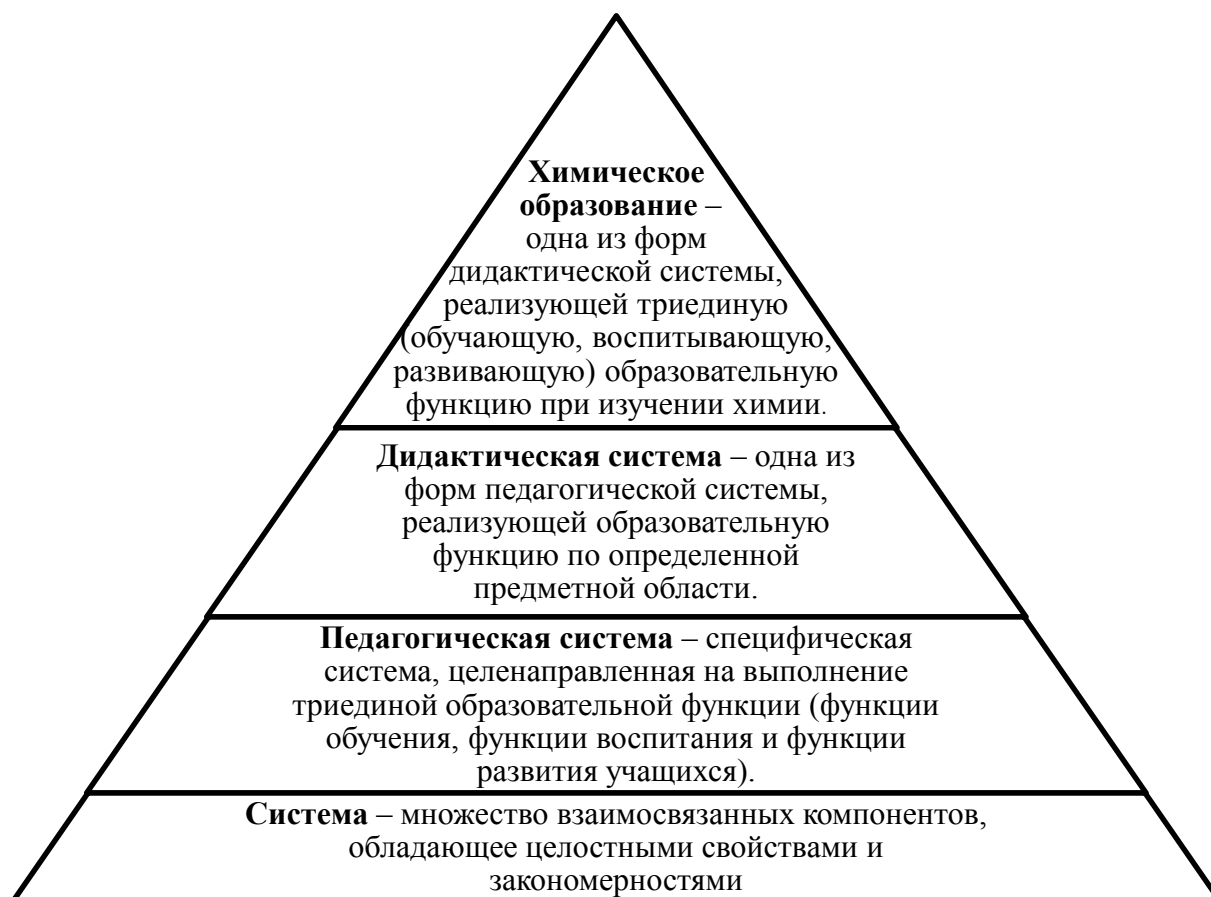 Химическое
образование –
одна из форм
дидактической системы,
реализующей триединую
(обучающую, воспитывающую,
развивающую) образовательную
функцию при изучении химии.
Дидактическая система – одна из
форм педагогической системы,
реализующей образовательную
функцию по определенной
предметной области.
Педагогическая система – специфическая
система, целенаправленная на выполнение
триединой образовательной функции (функции
обучения, функции воспитания и функции
развития учащихся).
Система – множество взаимосвязанных компонентов,
обладающее целостными свойствами и
закономерностями